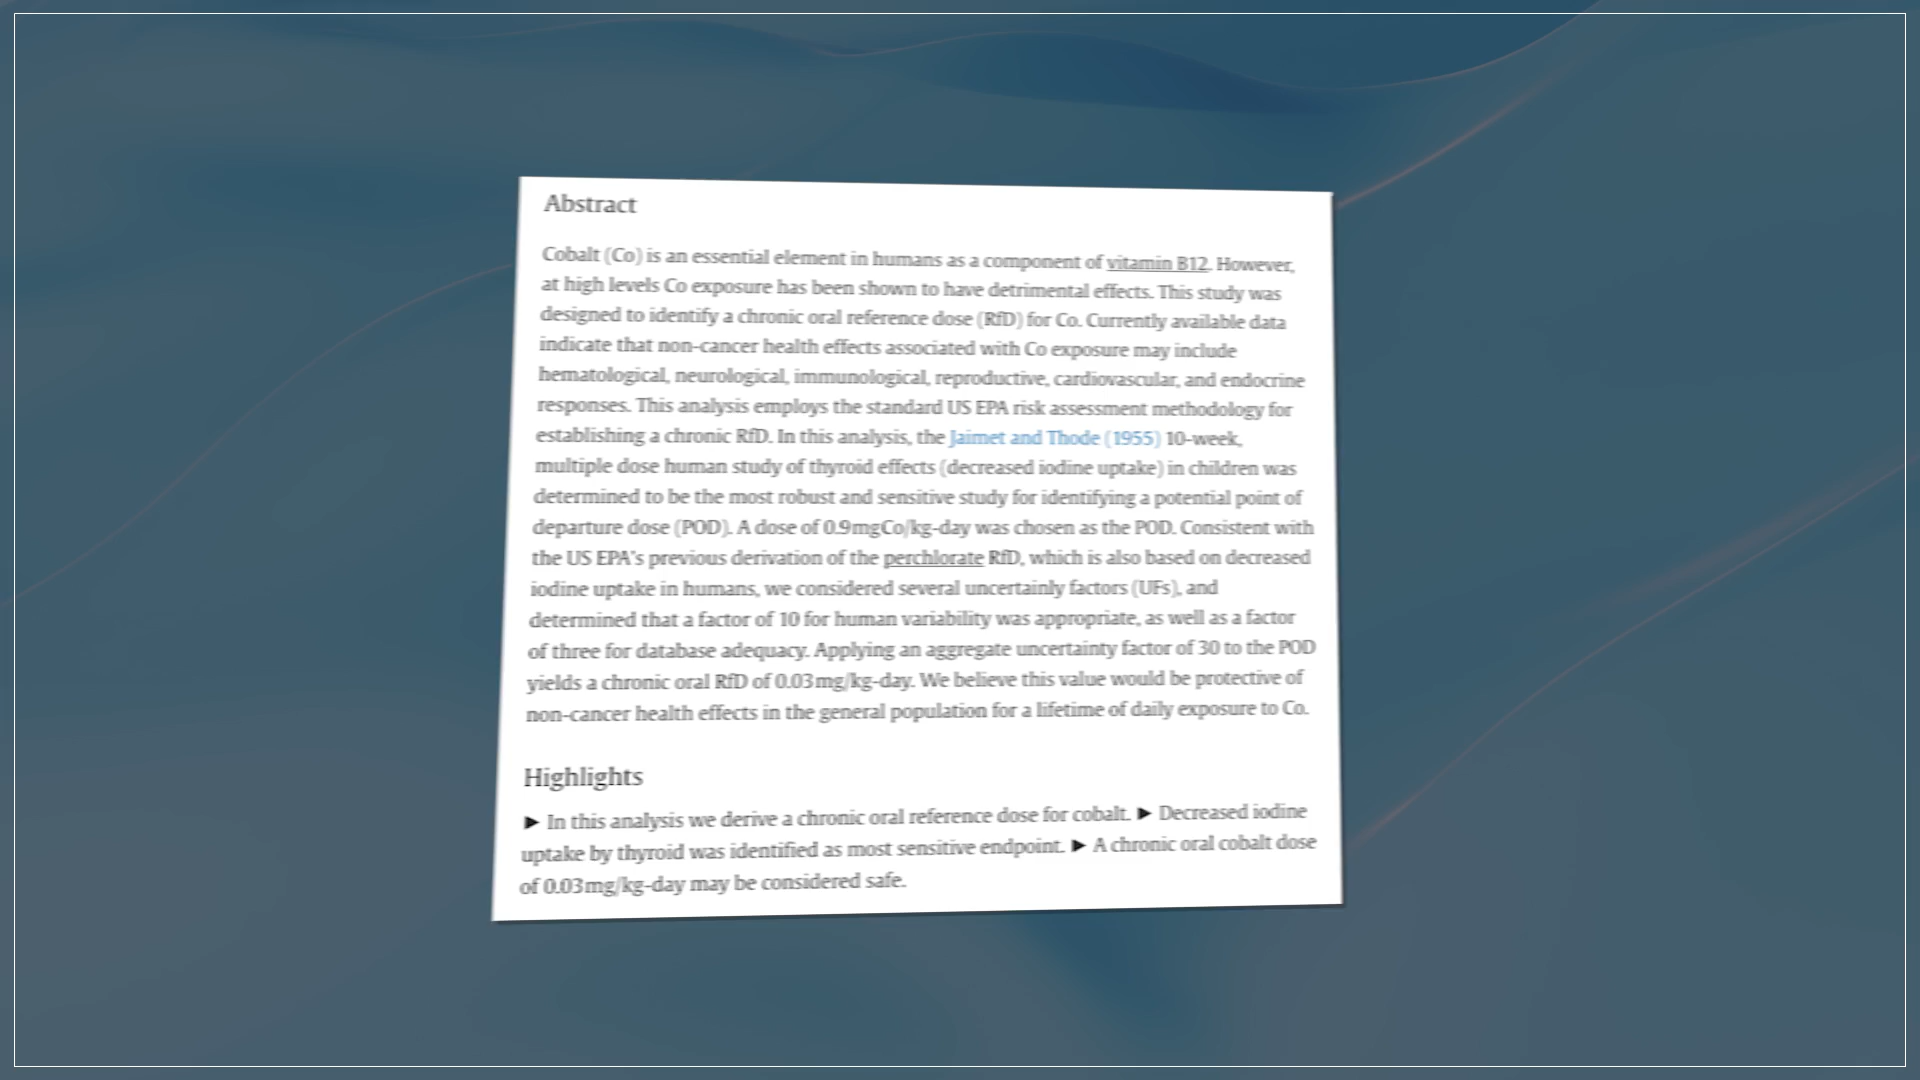 Abstract
Cobalt (Co) is an essential element in humans as a component of vitamin B12. However,
at high levels Co exposure has been shown to have detrimental effects. This study was
designed to identify a chronic oral reference dose (RfD) for Co. Currently available data
indicate that non-cancer health effects associated with Co exposure may include
hematological, neurological, immunological, reproductive, cardiovascular, and endocrine
responses. This analysis employs the standard US EPA risk assessment methodology for
establishing a chronic RfD. In this analysis, the Jaimet and Thode (1955) 10-week,
multiple dose human study of thyroid effects (decreased iodine uptake) in children was
determined to be the most robust and sensitive study for identifying a potential point of
departure dose (POD). A dose of 0.9mgCo/kg-day was chosen as the POD. Consistent with
the US EPA's previous derivation of the perchlorate RfD, which is also based on decreased
iodine uptake in humans, we considered several uncertainly factors (UFs), and
determined that a factor of 10 for human variability was appropriate, as well as a factor
of three for database adequacy. Applying an aggregate uncertainty factor of 30 to the POD
yields a chronic oral RfD of 0.03mg/kg-day. We believe this value would be protective of
non-cancer health effects in the general population for a lifetime of daily exposure to Co.
Highlights
► In this analysis we derive a chronic oral reference dose for cobalt. ► Decreased iodine
uptake by thyroid was identified as most sensitive endpoint. ► A chronic oral cobalt dose
of 0.03mg/kg-day may be considered safe.